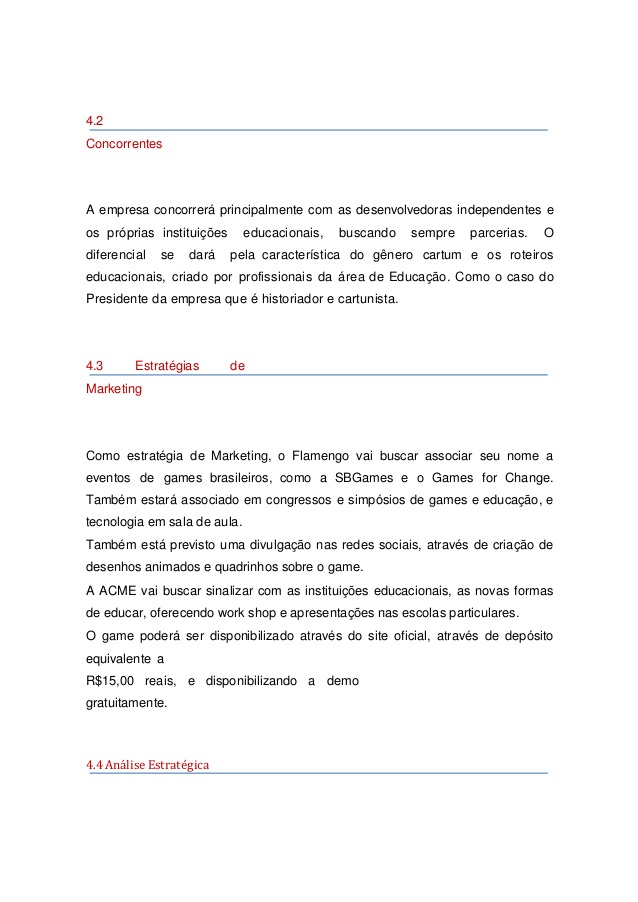 4.2
Concorrentes
A empresa concorrerá principalmente com as desenvolvedoras independentes e
os próprias instituições educacionais, buscando sempre parcerias. O
diferencial se dará pela característica do gênero cartum e os roteiros
educacionais, criado por profissionais da área de Educação. Como o caso do
Presidente da empresa que é historiador e cartunista.
4.3 Estratégias de
Marketing
Como estratégia de Marketing, o Flamengo vai buscar associar seu nome a
eventos de games brasileiros, como a SBGames e o Games for Change.
Também estará associado em congressos e simpósios de games e educação, e
tecnologia em sala de aula.
Também está previsto uma divulgação nas redes sociais, através de criação de
desenhos animados e quadrinhos sobre o game.
A ACME vai buscar sinalizar com as instituições educacionais, as novas formas
de educar, oferecendo work shop e apresentações nas escolas particulares.
O game poderá ser disponibilizado através do site oficial, através de depósito
equivalente a
R$15,00 reais, e disponibilizando a demo
gratuitamente.
4.4 Análise Estratégica